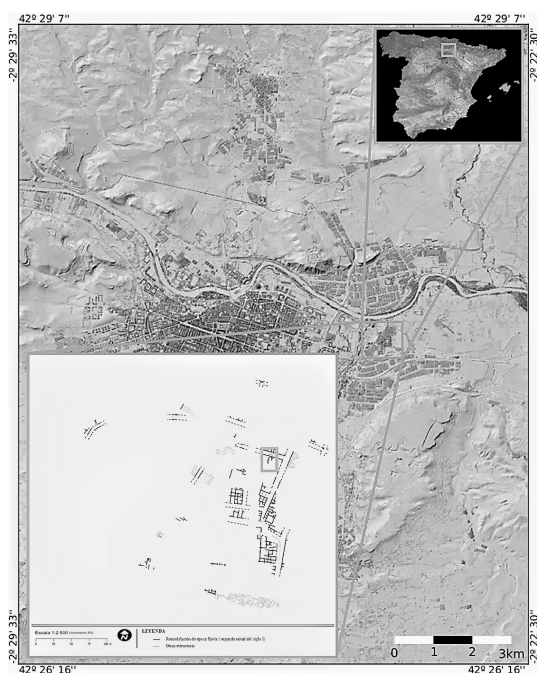 42º 29' 7''
42º 29' 7''
-2º 29' 33''
-2º 22' 30''
Escala 1:2.500
LEYENDA
Remodelación de época flavia ( segunda mitad del siglo I)
Otras estructuras
0 1 2 3km
-2º 29' 33''
-2º 22' 30''
42º 26' 16''
42º 26' 16''